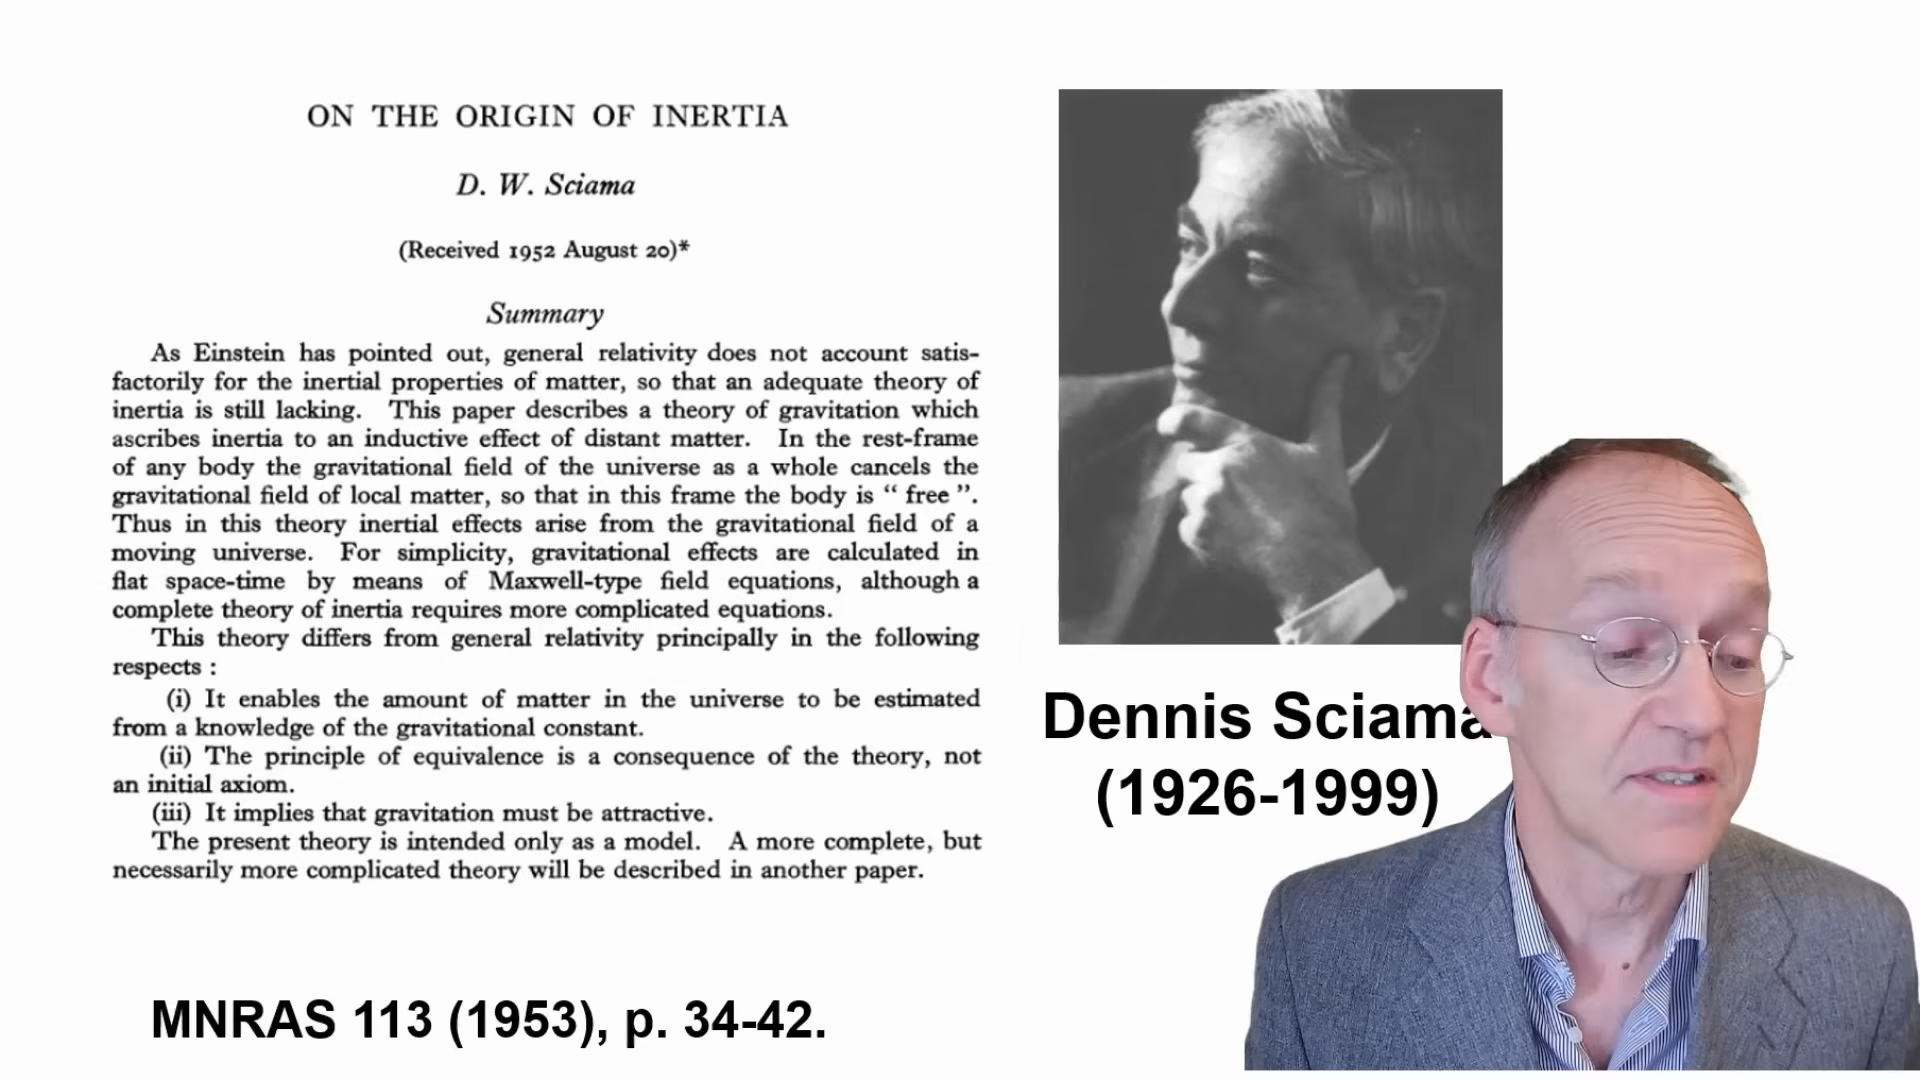 ON THE ORIGIN OF INERTIA
D. W. Sciama
(Received 1952 August 20)*
Summary
As Einstein has pointed out, general relativity does not account satis-
factorily for the inertial properties of matter, so that an adequate theory of
inertia is still lacking. This paper describes a theory of gravitation which
ascribes inertia to an inductive effect of distant matter. In the rest-frame
of any body the gravitational field of the universe as a whole cancels the
gravitational field of local matter, so that in this frame the body is “ free ”.
Thus in this theory inertial effects arise from the gravitational field of a
moving universe. For simplicity, gravitational effects are calculated in
flat space-time by means of Maxwell-type field equations, although a
complete theory of inertia requires more complicated equations.
This theory differs from general relativity principally in the following
respects :
(i) It enables the amount of matter in the universe to be estimated
from a knowledge of the gravitational constant.
(ii) The principle of equivalence is a consequence of the theory, not
an initial axiom.
(iii) It implies that gravitation must be attractive.
The present theory is intended only as a model. A more complete, but
necessarily more complicated theory will be described in another paper.
MNRAS 113 (1953), p. 34-42.
Dennis Sciama
(1926-1999)